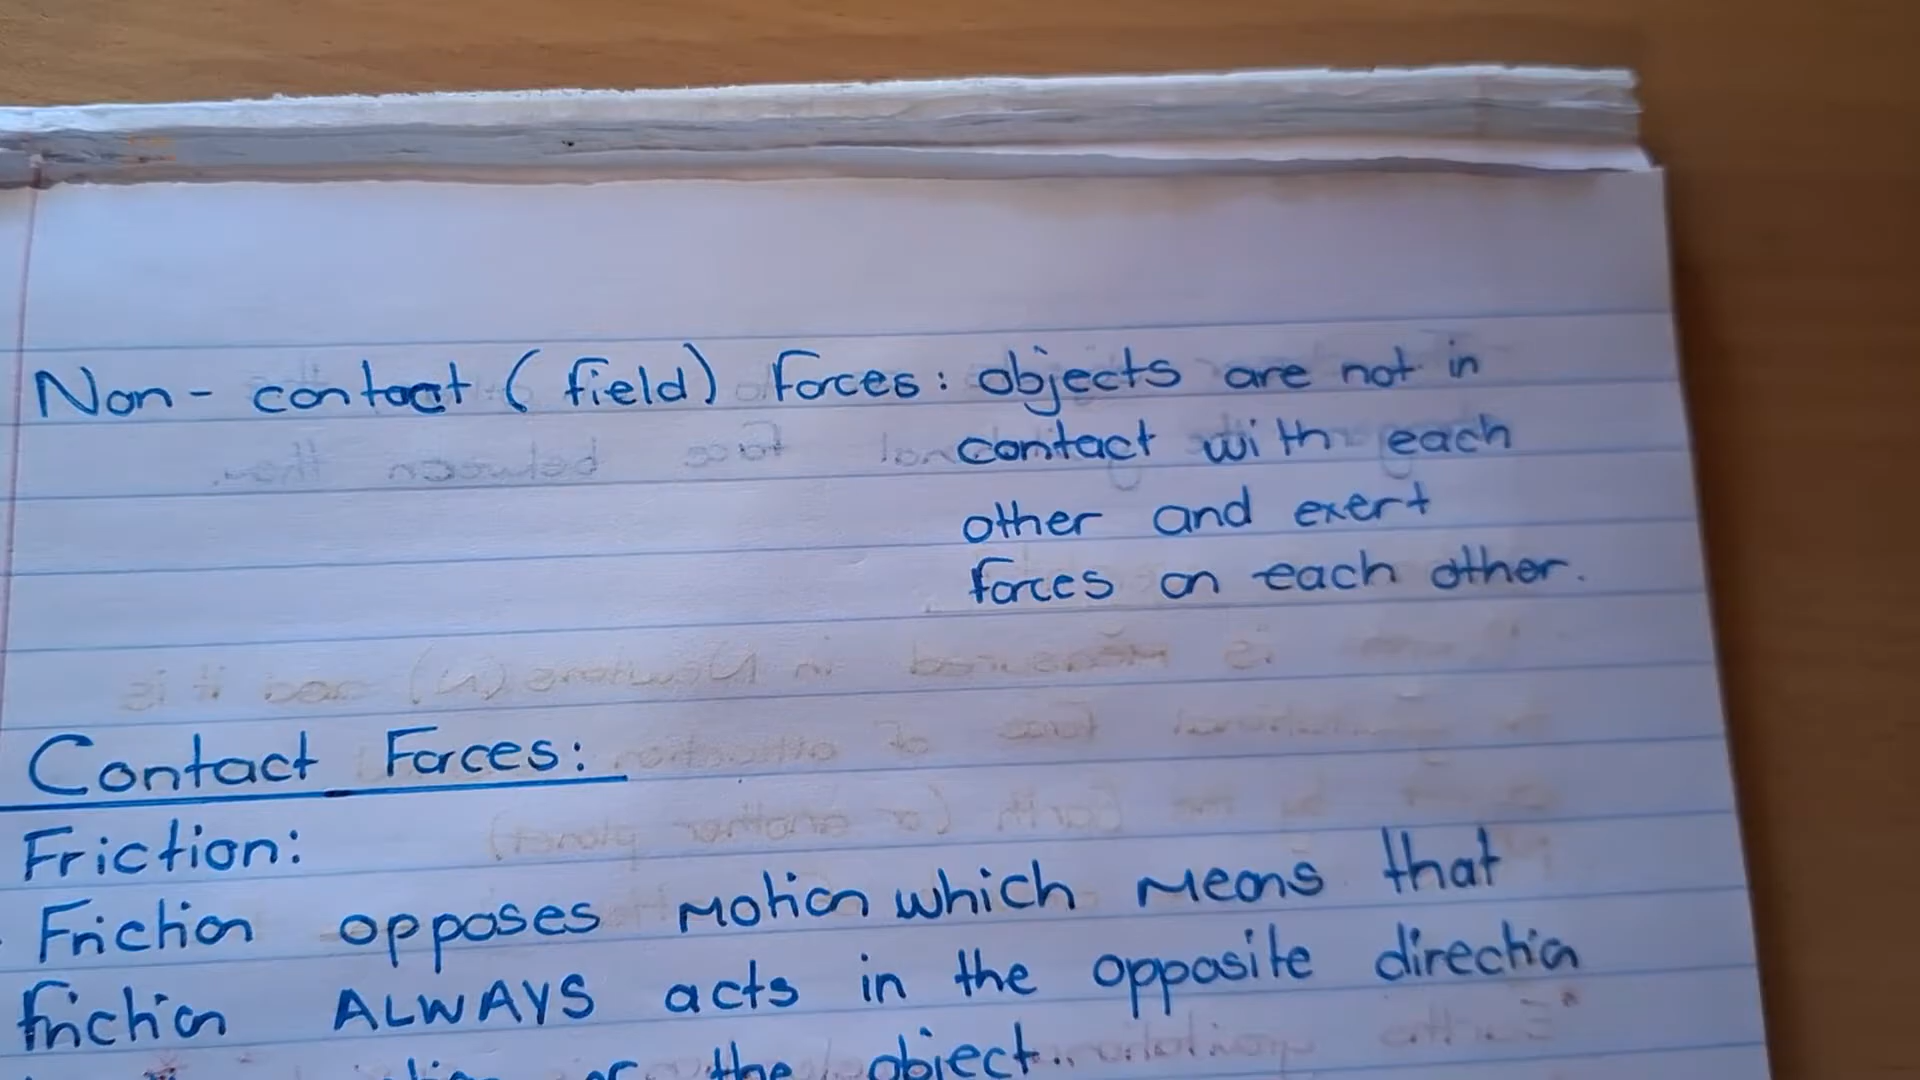 Non-contact (field) forces: objects are not in
contact with each
other and exert
forces on each other.
Contact Forces:
Friction:
Friction opposes motion which means that
friction ALWAYS acts in the opposite direction
the object.